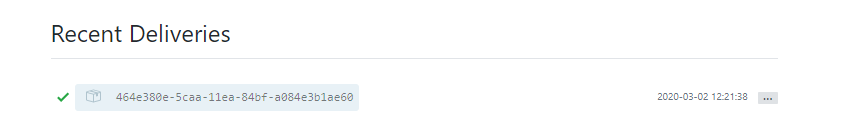 Recent Deliveries
464e380e-5caa-11ea-84bf-a084e3b1ae60 2020-03-02 12:21:38 ...